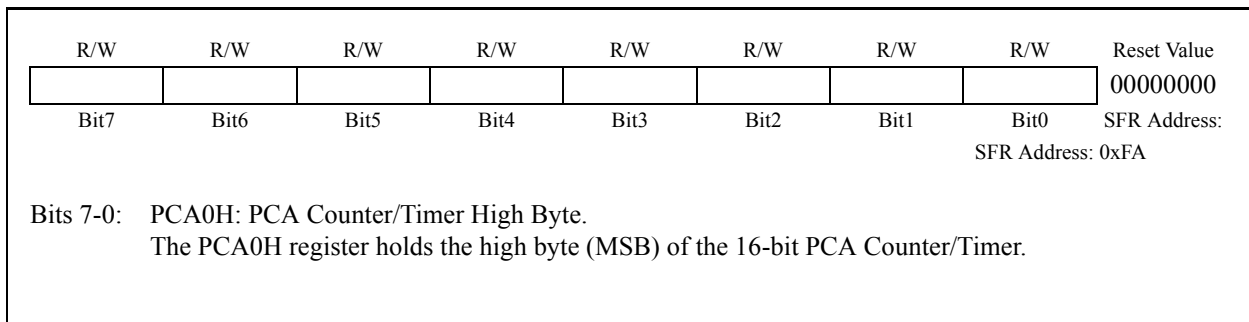 R/W R/W R/W R/W R/W R/W R/W R/W Reset Value
00000000
Bit7 Bit6 Bit5 Bit4 Bit3 Bit2 Bit1 Bit0 SFR Address:
SFR Address: 0xFA
Bits 7-0: PCA0H: PCA Counter/Timer High Byte.
The PCA0H register holds the high byte (MSB) of the 16-bit PCA Counter/Timer.